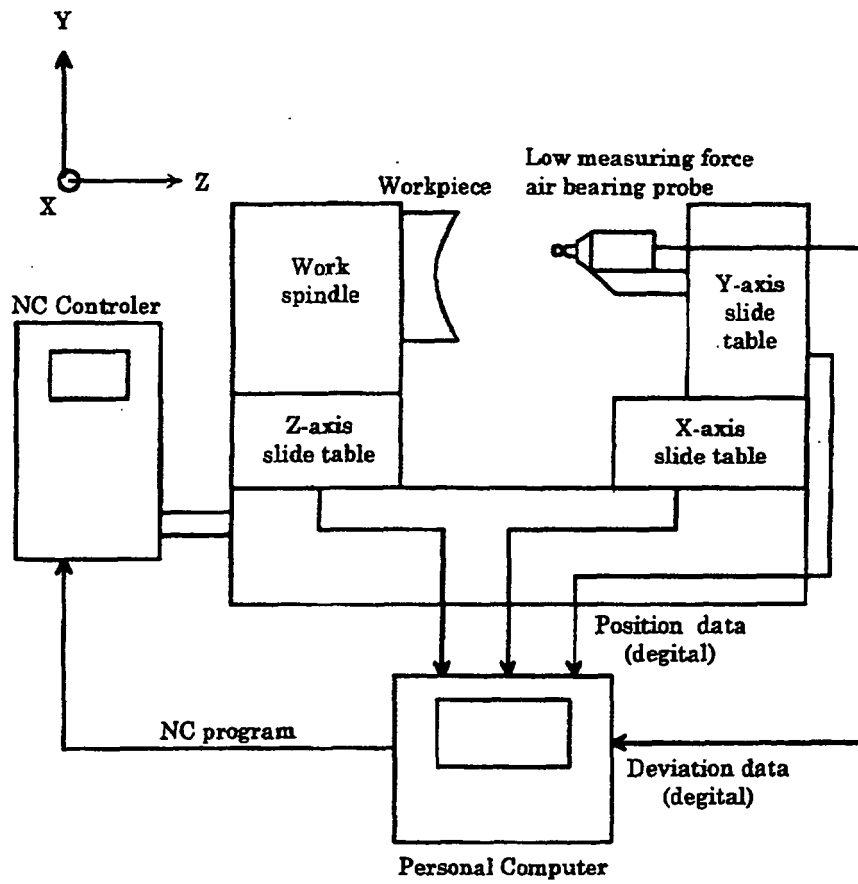 Y
X
Z
Low measuring force
air bearing probe
Workpiece
Work
spindle
Y-axis
slide
table
NC Controler
Z-axis
slide table
X-axis
slide table
Position data
(degital)
NC program
Deviation data
(degital)
Personal Computer